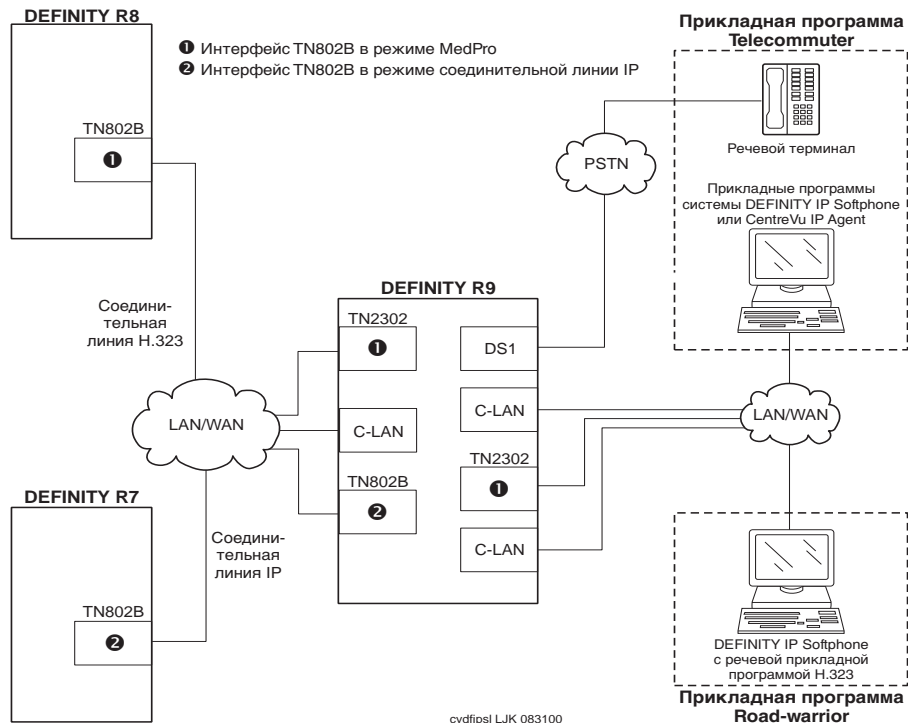 DEFINITY R8
❶ Интерфейс TN802B в режиме MedPro
❷ Интерфейс TN802B в режиме соединительной линии IP
TN802B
❶
Соедини-
тельная
линия H.323
LAN/WAN
DEFINITY R7
Соедини-
тельная
линия IP
TN802B
❷
DEFINITY R9
TN2302
❶
C-LAN
TN802B
❷
DS1
C-LAN
TN2302
❶
C-LAN
PSTN
Прикладная программа
Telecommuter
Речевой терминал
Прикладные программы
системы DEFINITY IP Softphone
или CentreVu IP Agent
LAN/WAN
DEFINITY IP Softphone
с речевой прикладной
программой H.323
Прикладная программа
Road-warrior
cydfipsl LJK 083100